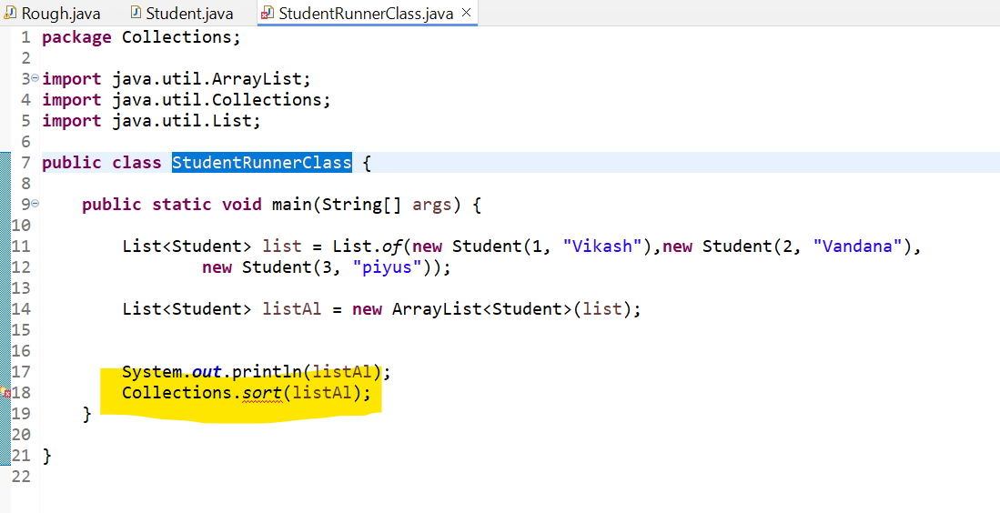 Rough.java Student.java StudentRunnerClass.java
1 package Collections;
2
3 import java.util.ArrayList;
4 import java.util.Collections;
5 import java.util.List;
6
7 public class StudentRunnerClass {
8
9 public static void main(String[] args) {
10
11 List<Student> list = List.of(new Student(1, "Vikash"),new Student(2, "Vandana"),
12 new Student(3, "piyus"));
13
14 List<Student> listAl = new ArrayList<Student>(list);
15
16
17 System.out.println(listAl);
18 Collections.sort(listAl);
19 }
20
21 }
22